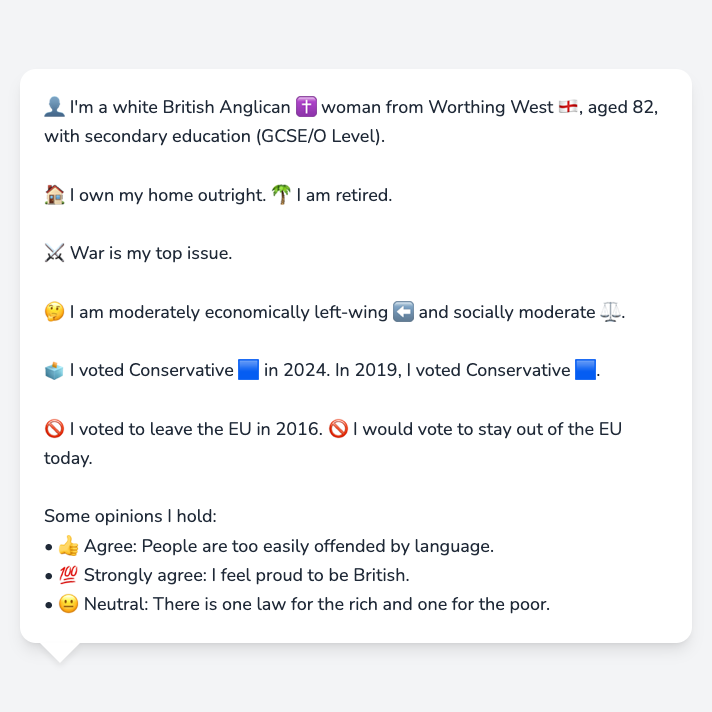 👤 I'm a white British Anglican ✝️ woman from Worthing West 🏴󠁧󠁢󠁥󠁮󠁧󠁿, aged 82,
with secondary education (GCSE/O Level).
🏠 I own my home outright. 🌴 I am retired.
⚔️ War is my top issue.
🤔 I am moderately economically left-wing ⬅️ and socially moderate ⚖️.
🗳️ I voted Conservative 🟦 in 2024. In 2019, I voted Conservative 🟦.
🚫 I voted to leave the EU in 2016. 🚫 I would vote to stay out of the EU
today.
Some opinions I hold:
• 👍 Agree: People are too easily offended by language.
• 💯 Strongly agree: I feel proud to be British.
• 😐 Neutral: There is one law for the rich and one for the poor.